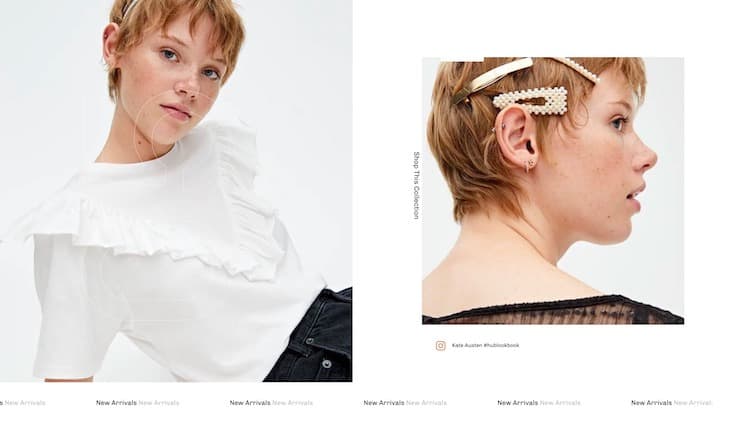 Shop This Collection
Kate Austen #hublookbook
s New Arrivals New Arrivals New Arrivals New Arrivals New Arrivals New Arrivals New Arrivals New Arrivals New Arrivals New Arrival